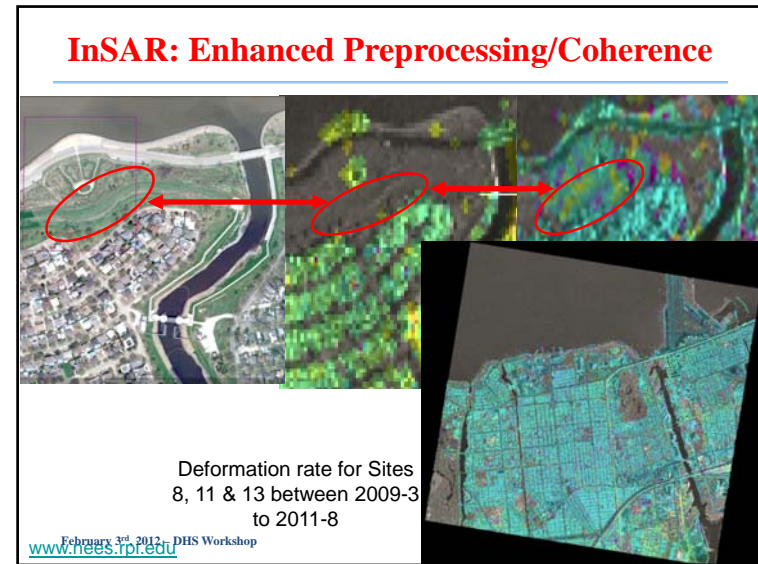 InSAR: Enhanced Preprocessing/Coherence
Deformation rate for Sites
8, 11 & 13 between 2009-3
to 2011-8
February 3rd, 2012 – DHS Workshop
www.nees.rpi.edu